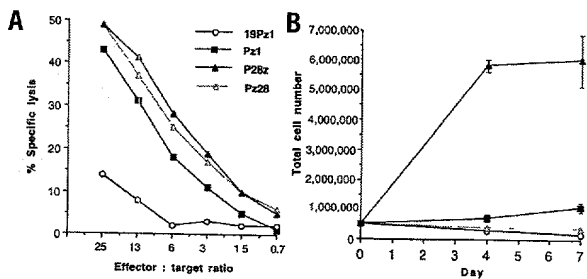 A
50
40
30
20
10
0
% Specific lysis
25
13
6
3
1.5
0.7
Effector : target ratio
19Pz1
Pz1
P28z
Pz28
B
7,000,000
6,000,000
5,000,000
4,000,000
3,000,000
2,000,000
1,000,000
0
Total cell number
0
1
2
3
4
5
6
7
Day